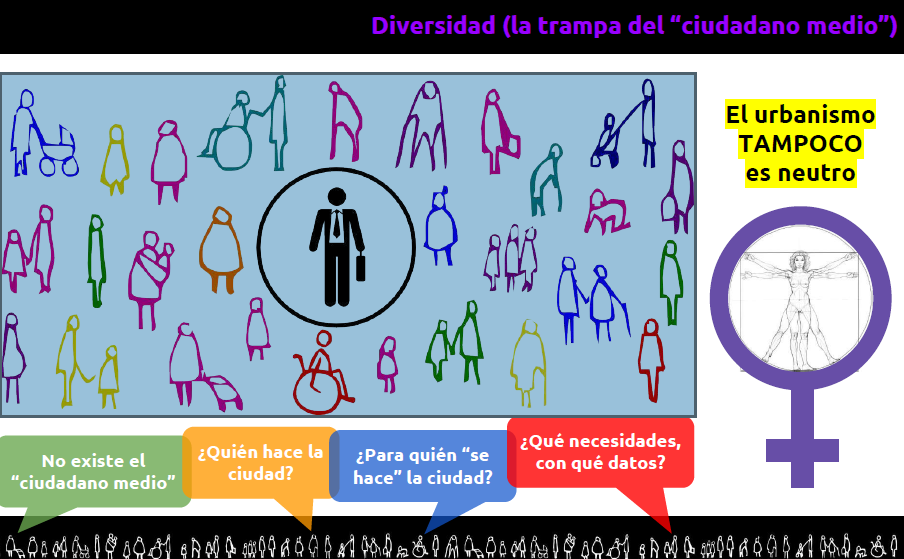 Diversidad (la trampa del “ciudadano medio”)
El urbanismo
TAMPOCO
es neutro
No existe el
“ciudadano medio”
¿Quién hace la
ciudad?
¿Para quién “se
hace” la ciudad?
¿Qué necesidades,
con qué datos?